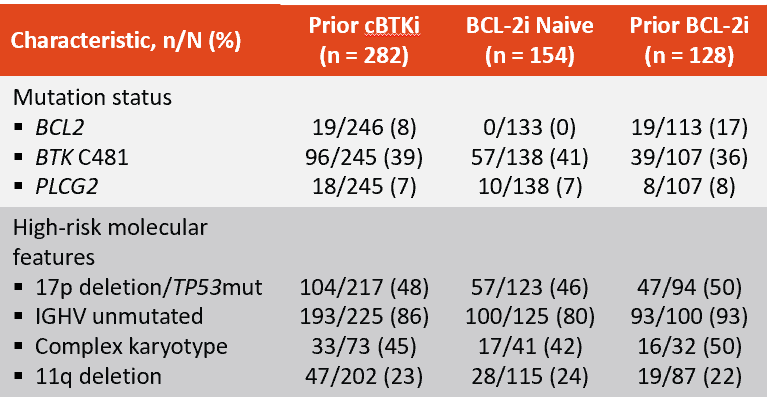 Characteristic, n/N (%) Prior cBTKi (n = 282) BCL-2i Naive (n = 154) Prior BCL-2i (n = 128)
Mutation status
▪ BCL2 19/246 (8) 0/133 (0) 19/113 (17)
▪ BTK C481 96/245 (39) 57/138 (41) 39/107 (36)
▪ PLCG2 18/245 (7) 10/138 (7) 8/107 (8)
High-risk molecular
features
▪ 17p deletion/TP53mut 104/217 (48) 57/123 (46) 47/94 (50)
▪ IGHV unmutated 193/225 (86) 100/125 (80) 93/100 (93)
▪ Complex karyotype 33/73 (45) 17/41 (42) 16/32 (50)
▪ 11q deletion 47/202 (23) 28/115 (24) 19/87 (22)